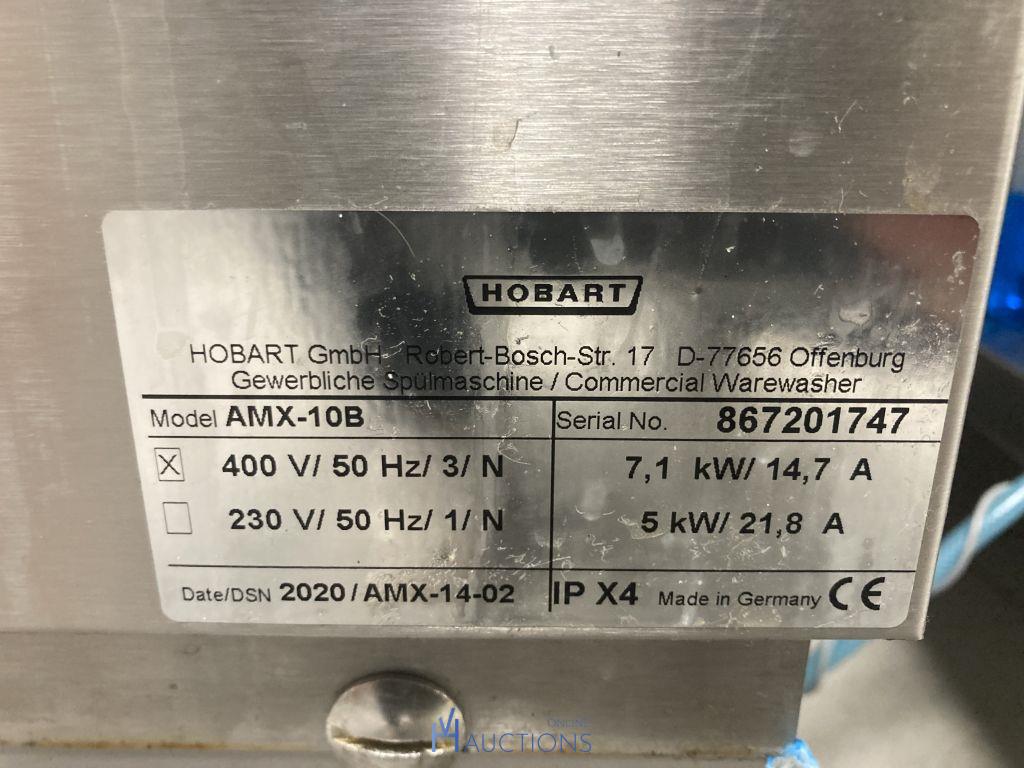 HOBART
HOBART GmbH Robert-Bosch-Str. 17 D-77656 Offenburg
Gewerbliche Spülmaschine / Commercial Warewasher
Model AMX-10B Serial No. 867201747
X 400 V/ 50 Hz/ 3/ N 7,1 kW/ 14,7 A
230 V/ 50 Hz/ 1/ N 5 kW/ 21,8 A
Date/DSN 2020/AMX-14-02 IP X4 Made in Germany CE
VH ONLINE
AUCTIONS